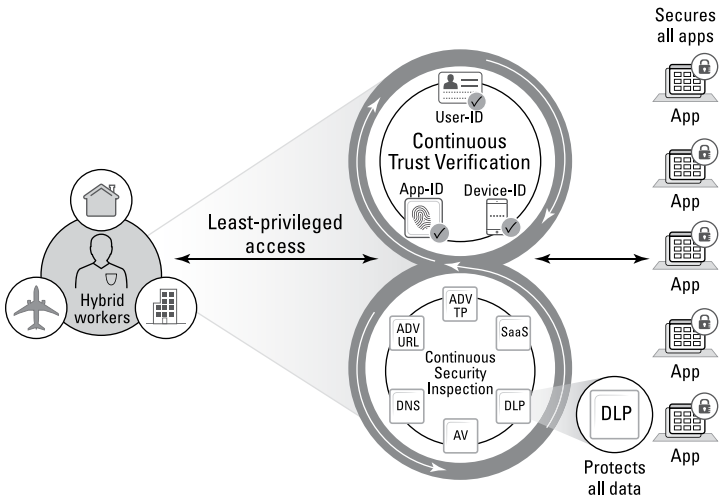 Secures
all apps
App
App
App
App
App
User-ID
Continuous
Trust Verification
App-ID
Device-ID
Least-privileged
access
Hybrid
workers
ADV
TP
ADV
URL
SaaS
Continuous
Security
Inspection
DNS
DLP
AV
DLP
Protects
all data